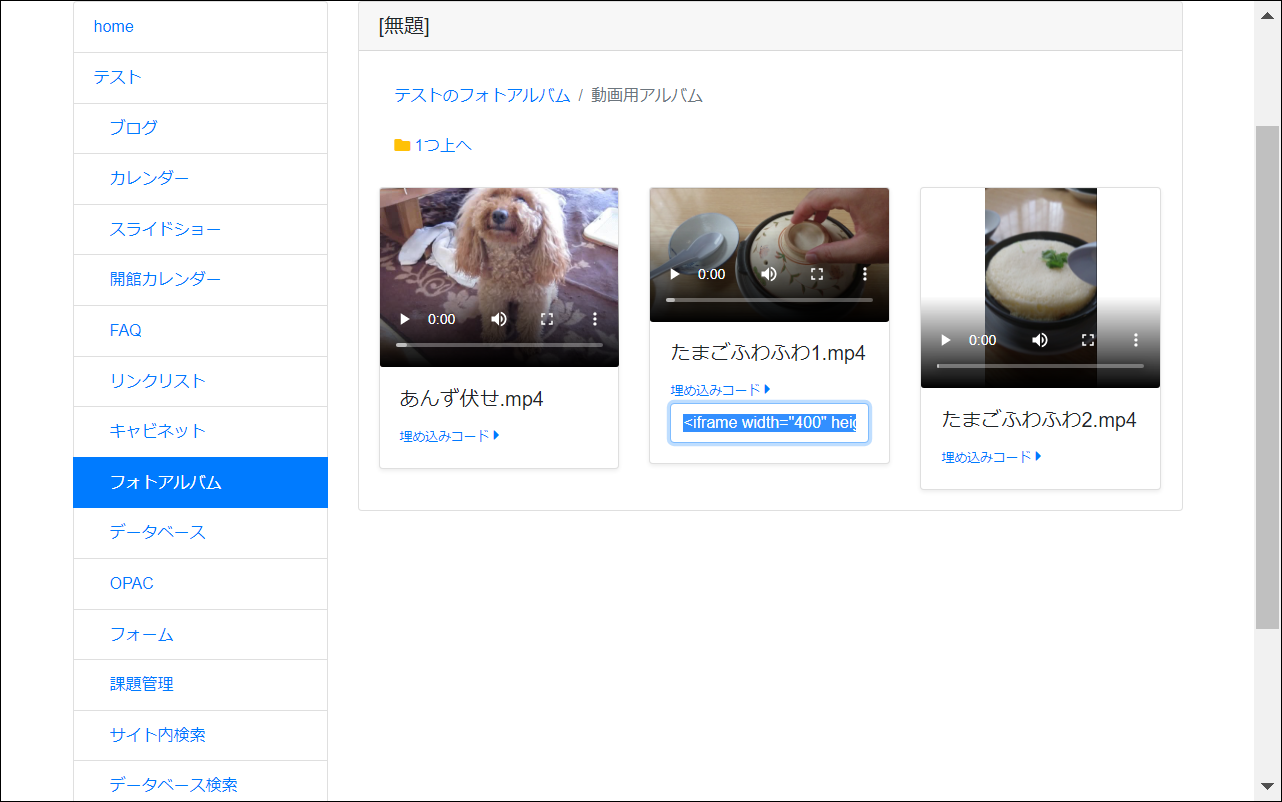 home
テスト
ブログ
カレンダー
スライドショー
開館カレンダー
FAQ
リンクリスト
キャビネット
フォトアルバム
データベース
OPAC
フォーム
課題管理
サイト内検索
データベース検索
[無題]
テストのフォトアルバム / 動画用アルバム
1つ上へ
0:00
あんず伏せ.mp4
埋め込みコード
0:00
たまごふわふわ1.mp4
埋め込みコード
<iframe width="400" heig
0:00
たまごふわふわ2.mp4
埋め込みコード